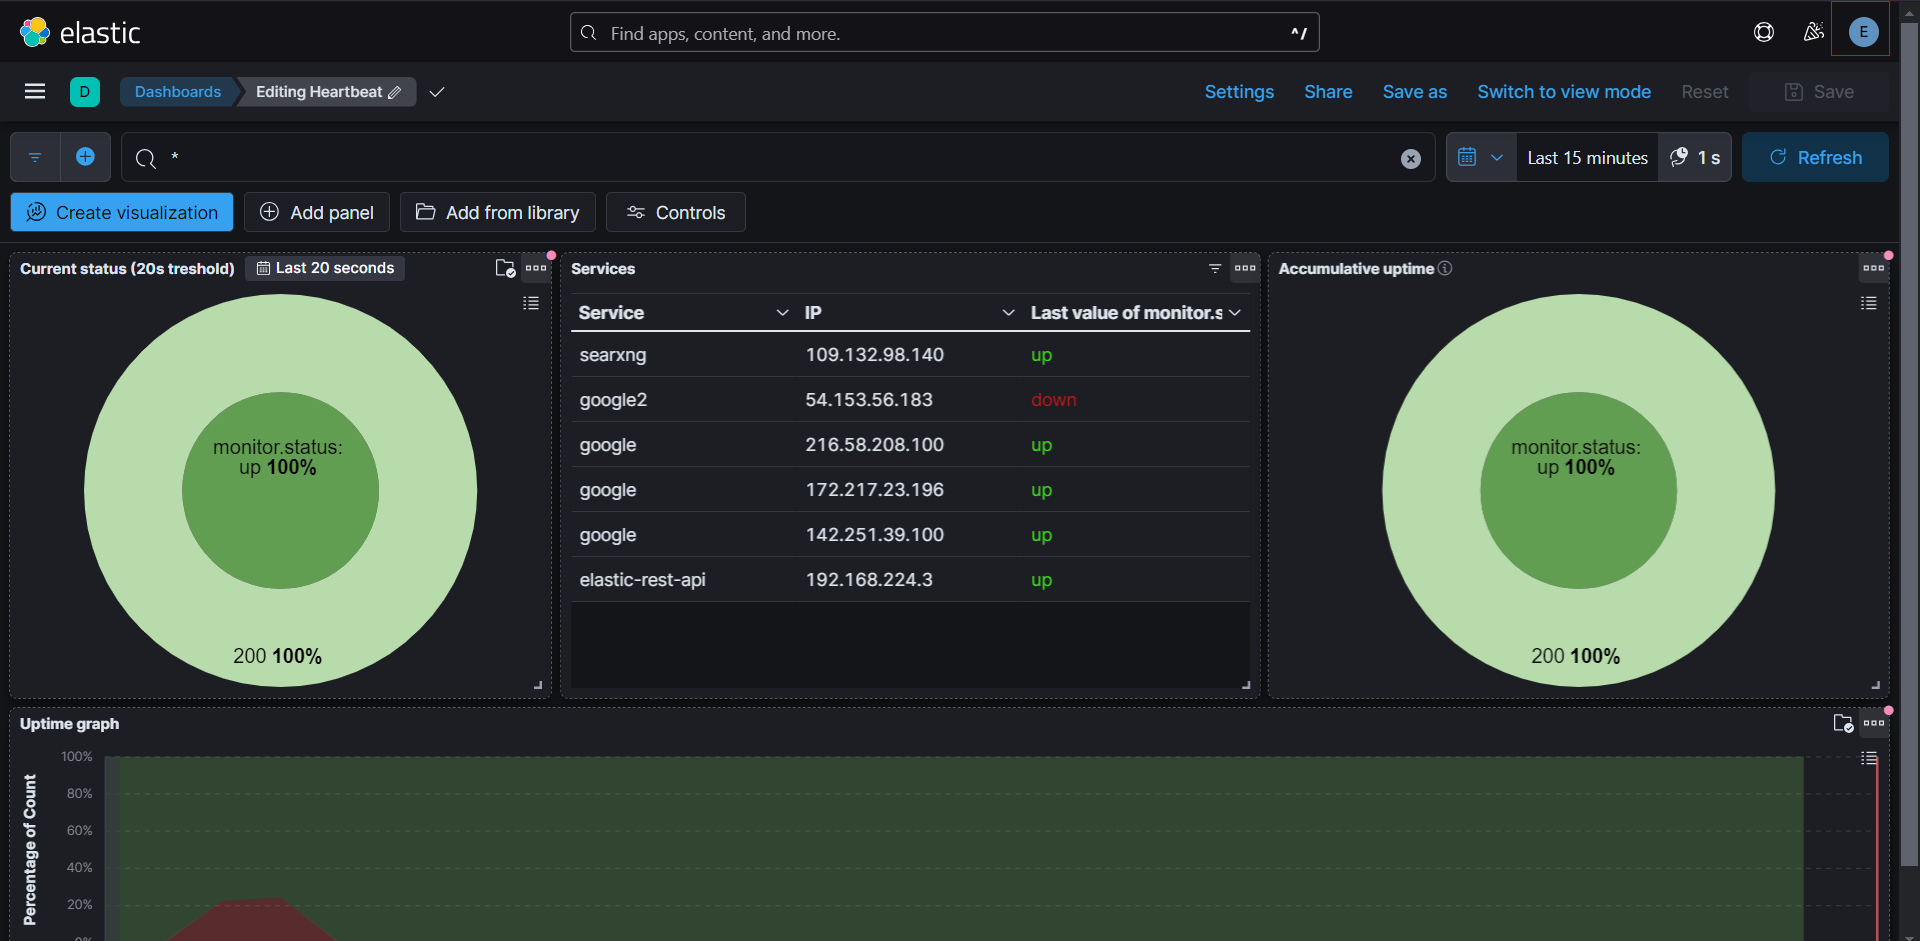 elastic
Find apps, content, and more.
^/
E
D
Dashboards
Editing Heartbeat
Settings
Share
Save as
Switch to view mode
Reset
Save
*
Last 15 minutes
1 s
Refresh
Create visualization
Add panel
Add from library
Controls
Current status (20s treshold)
Last 20 seconds
monitor.status:
up 100%
200 100%
Services
Service IP Last value of monitor.s
searxng 109.132.98.140 up
google2 54.153.56.183 down
google 216.58.208.100 up
google 172.217.23.196 up
google 142.251.39.100 up
elastic-rest-api 192.168.224.3 up
Accumulative uptime
monitor.status:
up 100%
200 100%
Uptime graph
Percentage of Count
100%
80%
60%
40%
20%
0%